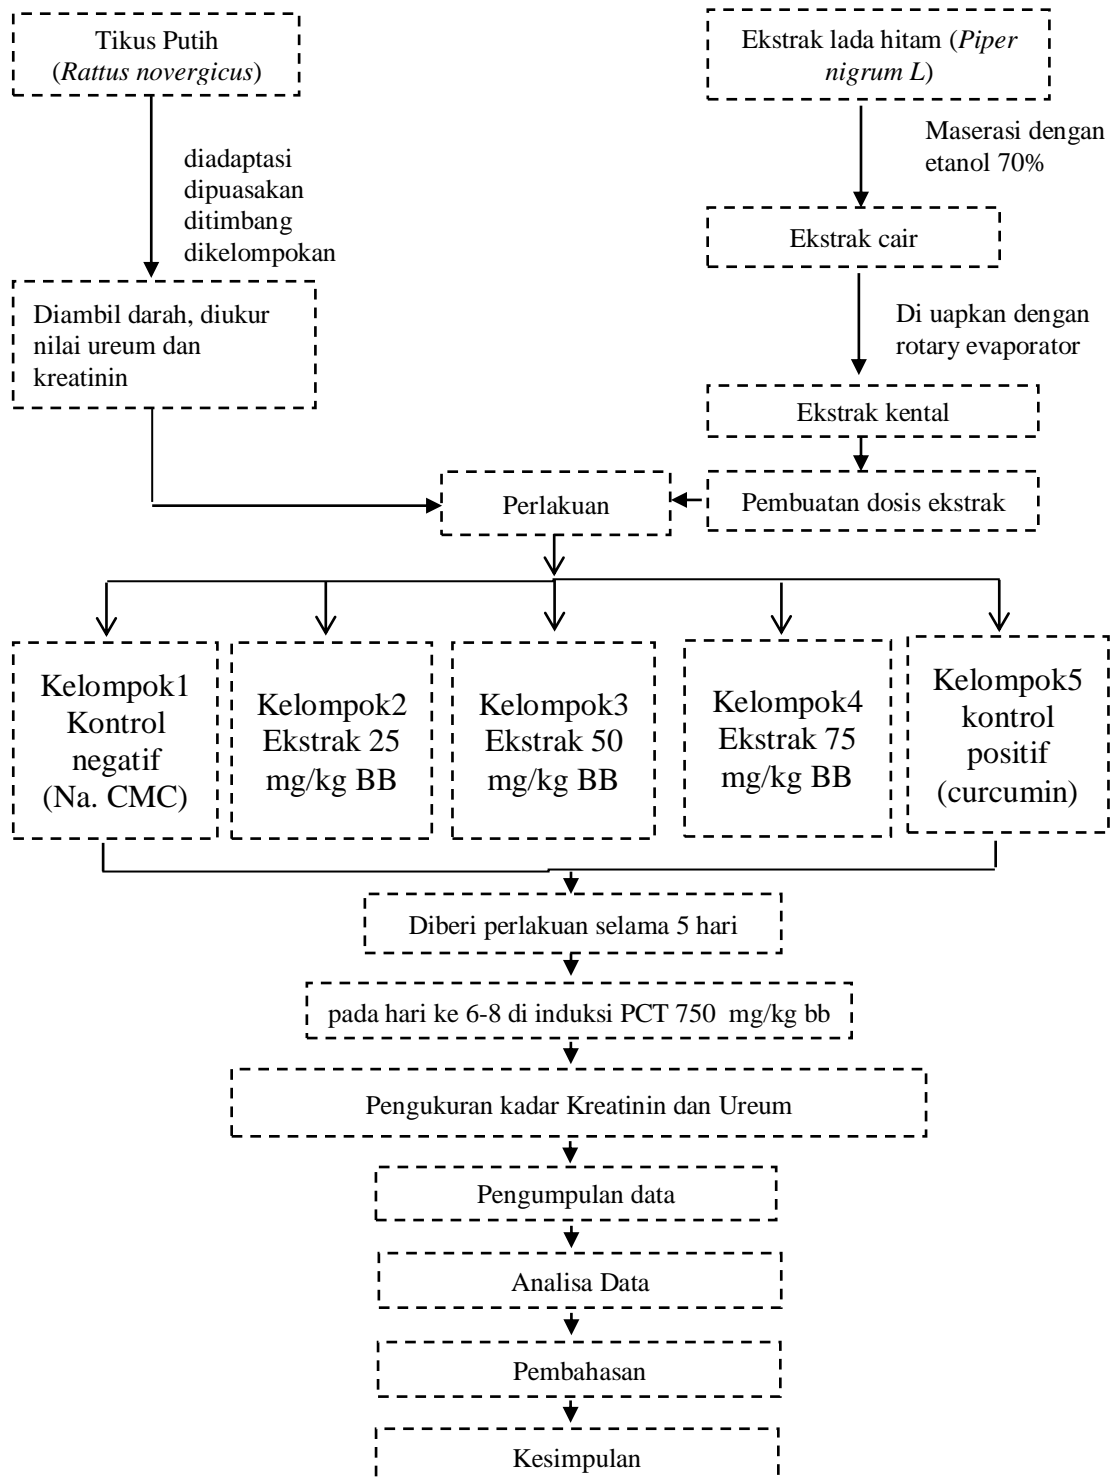 Tikus Putih
(Rattus novergicus)
Ekstrak lada hitam (Piper
nigrum L)
diadaptasi
dipuasakan
ditimbang
dikelompokan
Maserasi dengan
etanol 70%
Ekstrak cair
Diambil darah, diukur
nilai ureum dan
kreatinin
Di uapkan dengan
rotary evaporator
Ekstrak kental
Perlakuan
Pembuatan dosis ekstrak
Kelompok1
Kontrol
negatif
(Na. CMC)
Kelompok2
Ekstrak 25
mg/kg BB
Kelompok3
Ekstrak 50
mg/kg BB
Kelompok4
Ekstrak 75
mg/kg BB
Kelompok5
kontrol
positif
(curcumin)
Diberi perlakuan selama 5 hari
pada hari ke 6-8 di induksi PCT 750  mg/kg bb
Pengukuran kadar Kreatinin dan Ureum
Pengumpulan data
Analisa Data
Pembahasan
Kesimpulan